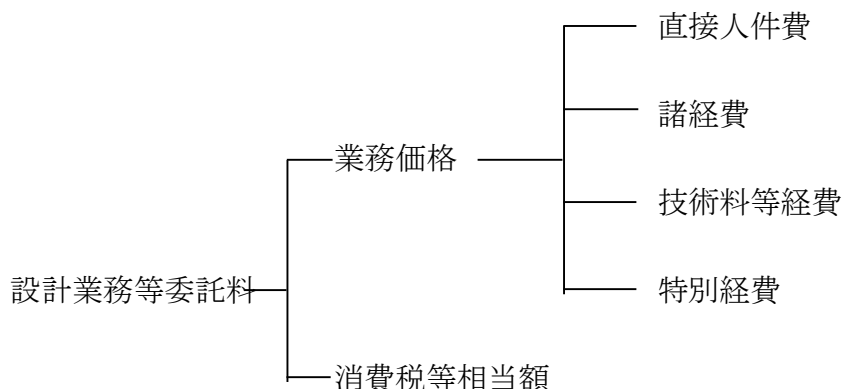 直接人件費
諸経費
業務価格
技術料等経費
設計業務等委託料
特別経費
消費税等相当額